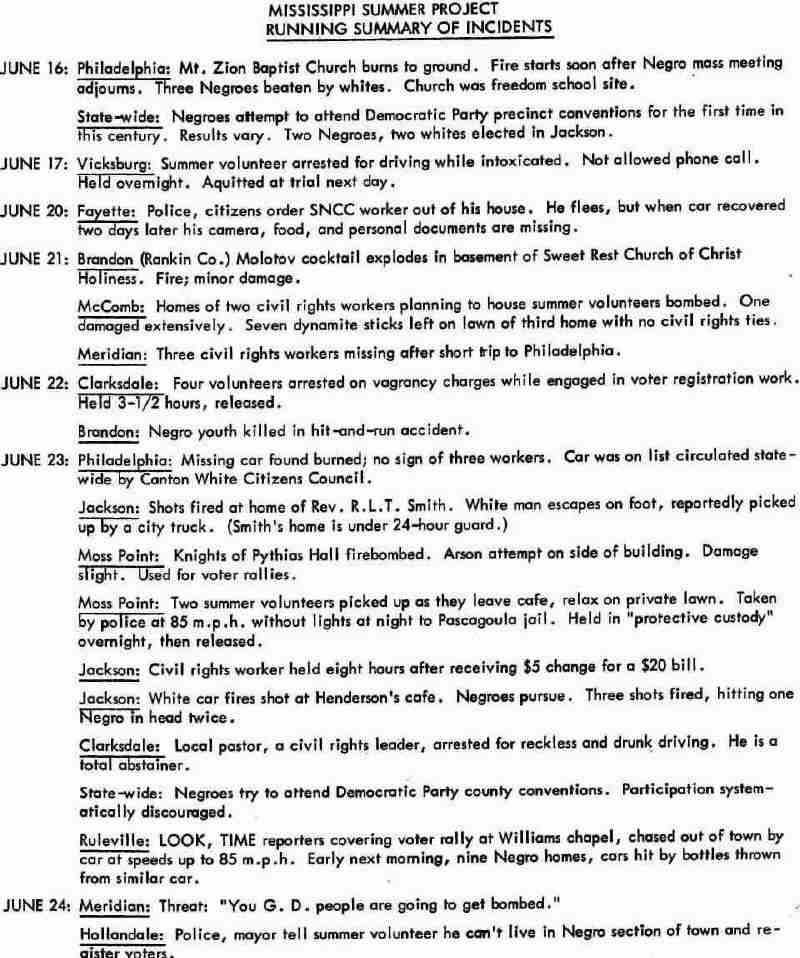 MISSISSIPPI SUMMER PROJECT
RUNNING SUMMARY OF INCIDENTS
JUNE 16: Philadelphia: Mt. Zion Baptist Church burns to ground. Fire starts soon after Negro mass meeting
adjourns. Three Negroes beaten by whites. Church was freedom school site.
State-wide: Negroes attempt to attend Democratic Party precinct conventions for the first time in
this century. Results vary. Two Negroes, two whites elected in Jackson.
JUNE 17: Vicksburg: Summer volunteer arrested for driving while intoxicated. Not allowed phone call.
Held overnight. Aquitted at trial next day.
JUNE 20: Fayette: Police, citizens order SNCC worker out of his house. He flees, but when car recovered
two days later his camera, food, and personal documents are missing.
JUNE 21: Brandon (Rankin Co.) Molotov cocktail explodes in basement of Sweet Rest Church of Christ
Holiness. Fire; minor damage.
McComb: Homes of two civil rights workers planning to house summer volunteers bombed. One
damaged extensively. Seven dynamite sticks left on lawn of third home with no civil rights ties.
Meridian: Three civil rights workers missing after short trip to Philadelphia.
JUNE 22: Clarksdale: Four volunteers arrested on vagrancy charges while engaged in voter registration work.
Held 3-1/2 hours, released.
Brandon: Negro youth killed in hit-and-run accident.
JUNE 23: Philadelphia: Missing car found burned; no sign of three workers. Car was on list circulated state-
wide by Canton White Citizens Council.
Jackson: Shots fired at home of Rev. R.L.T. Smith. White man escapes on foot, reportedly picked
up by a city truck. (Smith's home is under 24-hour guard.)
Moss Point: Knights of Pythias Hall firebombed. Arson attempt on side of building. Damage
slight. Used for voter rallies.
Moss Point: Two summer volunteers picked up as they leave cafe, relax on private lawn. Taken
by police at 85 m.p.h. without lights at night to Pascagoula jail. Held in "protective custody"
overnight, then released.
Jackson: Civil rights worker held eight hours after receiving $5 change for a $20 bill.
Jackson: White car fires shot at Henderson's cafe. Negroes pursue. Three shots fired, hitting one
Negro in head twice.
Clarksdale: Local pastor, a civil rights leader, arrested for reckless and drunk driving. He is a
total abstainer.
State-wide: Negroes try to attend Democratic Party county conventions. Participation system-
atically discouraged.
Ruleville: LOOK, TIME reporters covering voter rally at Williams chapel, chased out of town by
car at speeds up to 85 m.p.h. Early next morning, nine Negro homes, cars hit by bottles thrown
from similar car.
JUNE 24: Meridian: Threat: "You G. D. people are going to get bombed."
Hollandale: Police, mayor tell summer volunteer he can't live in Negro section of town and re-
gister voters.